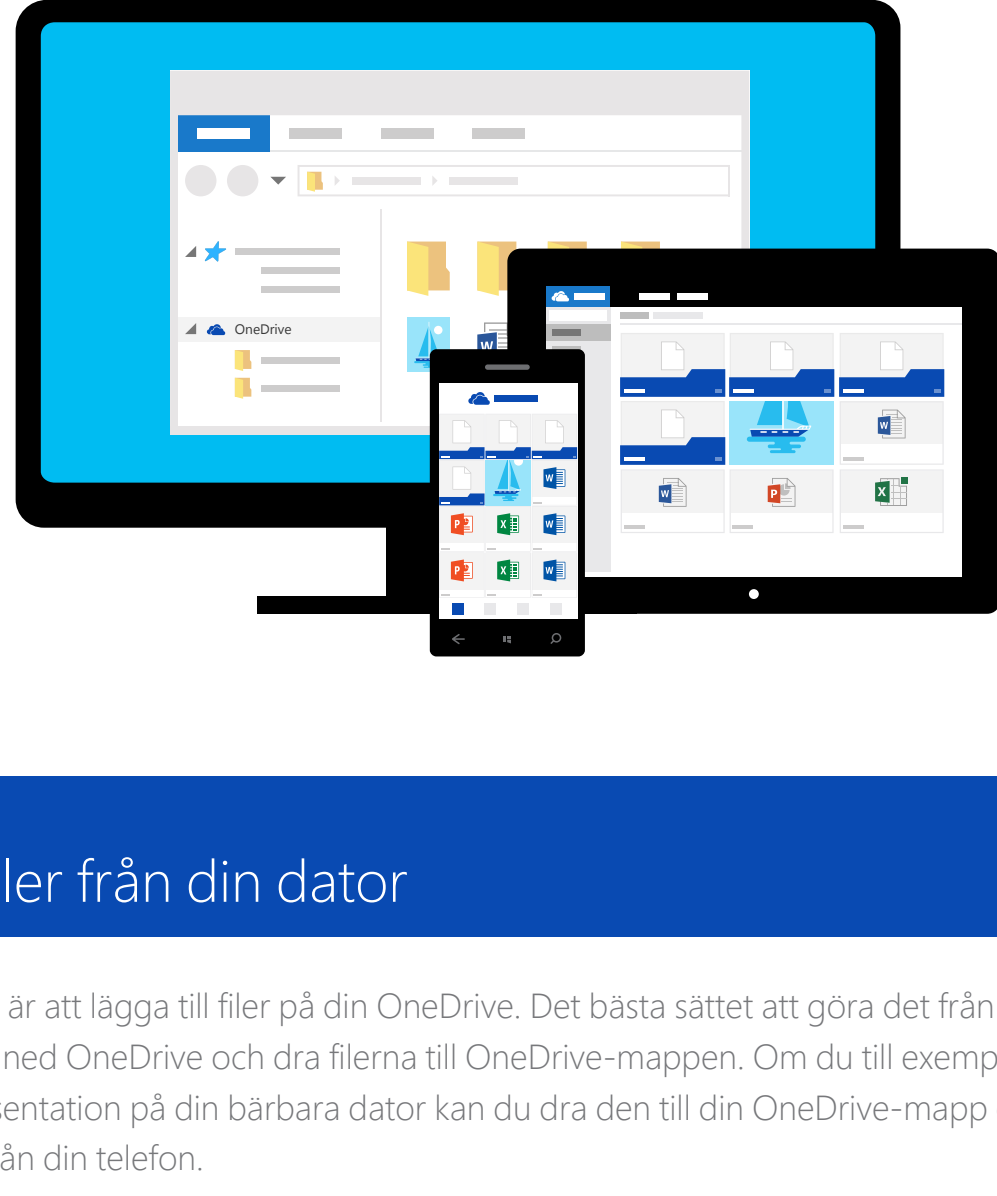 OneDrive
W
W
P
X
W
W
P
X
W
P
X
W
ler från din dator
är att lägga till filer på din OneDrive. Det bästa sättet att göra det från
ned OneDrive och dra filerna till OneDrive-mappen. Om du till exemp
sentation på din bärbara dator kan du dra den till din OneDrive-mapp
ån din telefon.